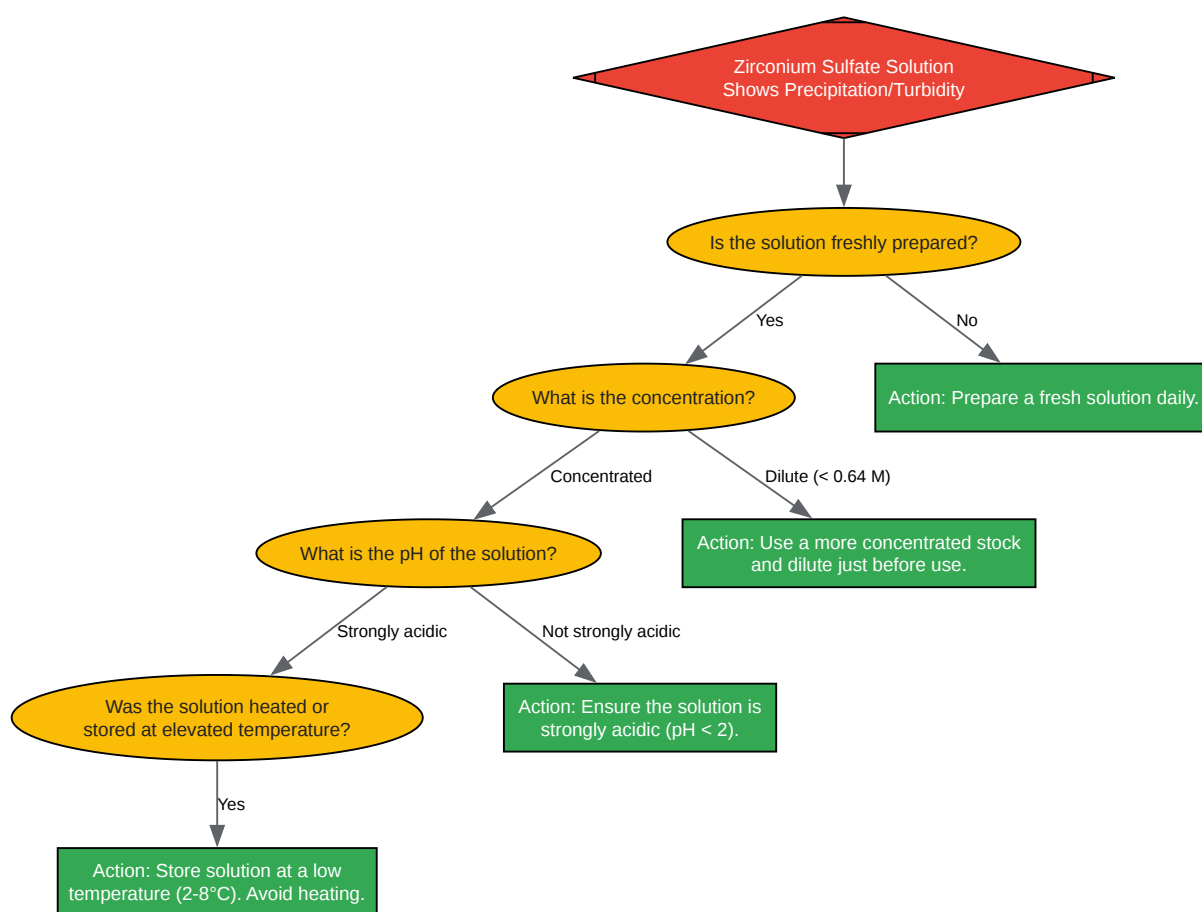 Zirconium Sulfate Solution
Shows Precipitation/Turbidity
Is the solution freshly prepared?
Yes
No
What is the concentration?
Action: Prepare a fresh solution daily.
Concentrated
Dilute (< 0.64 M)
What is the pH of the solution?
Action: Use a more concentrated stock
and dilute just before use.
Strongly acidic
Not strongly acidic
Was the solution heated or
stored at elevated temperature?
Action: Ensure the solution is
strongly acidic (pH < 2).
Yes
Action: Store solution at a low
temperature (2-8°C). Avoid heating.